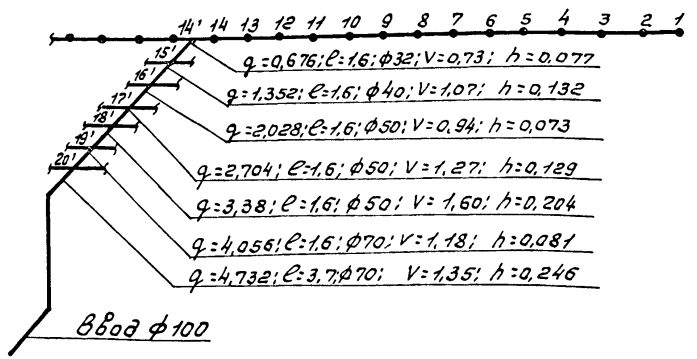 14' 14 13 12 11 10 9 8 7 6 5 4 3 2 1
15'
q=0,676; ℓ=1,6; ф32; V=0,73; h=0,077
16'
q=1,352; ℓ=1,6; ф40; V=1,07; h=0,132
17'
q=2,028; ℓ=1,6; ф50; V=0,94; h=0,073
18'
19'
20'
q=2,704; ℓ=1,6; ф50; V=1,27; h=0,129
q=3,38; ℓ=1,6; ф50; V=1,60; h=0,204
q=4,056; ℓ=1,6; ф70; V=1,18; h=0,081
q=4,732; ℓ=3,7; ф70; V=1,35; h=0,246
Ввод ф100